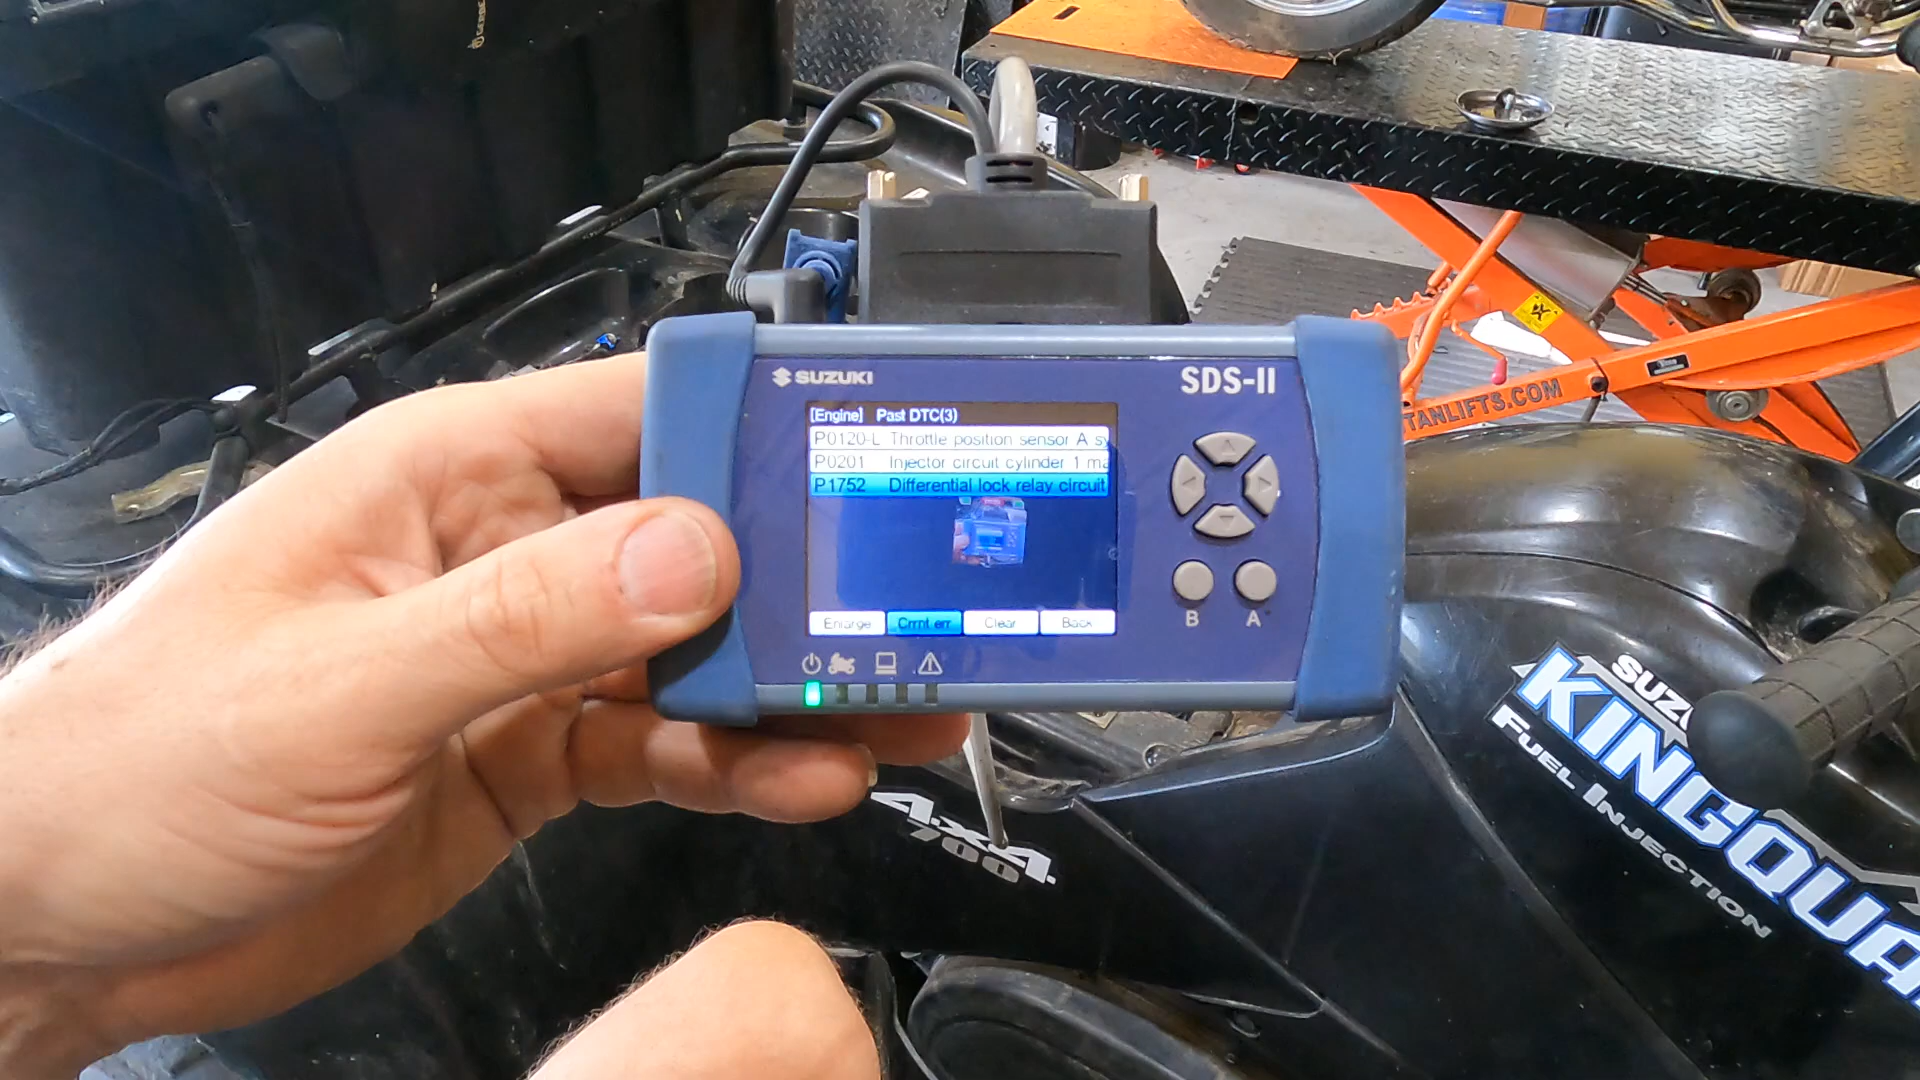 SUZUKI
SDS-II
[Engine] Past DTC(3)
P0120-L Throttle position sensor A sy
P0201 Injector circuit cylinder 1 ma
P1752 Differential lock relay circuit
Enlarge Crrnt err Clear Back
B A
TANLIFTS.COM
SUZU
KINGQUA
FUEL INJECTION
4x4
700